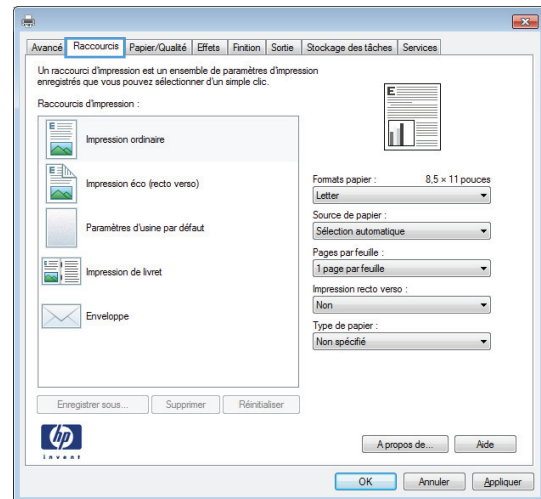 Avancé Raccourcis Papier/Qualité Effets Finition Sortie Stockage des tâches Services
Un raccourci d'impression est un ensemble de paramètres d'impression
enregistrés que vous pouvez sélectionner d'un simple clic.
Raccourcis d'impression :
E
Impression ordinaire
E
Impression éco (recto verso)
Paramètres d'usine par défaut
Impression de livret
Enveloppe
E
Formats papier : 8,5 × 11 pouces
Letter
Source de papier :
Sélection automatique
Pages par feuille :
1 page par feuille
Impression recto verso :
Non
Type de papier :
Non spécifié
Enregistrer sous... Supprimer Réinitialiser
hp
invent
A propos de... Aide
OK Annuler Appliquer